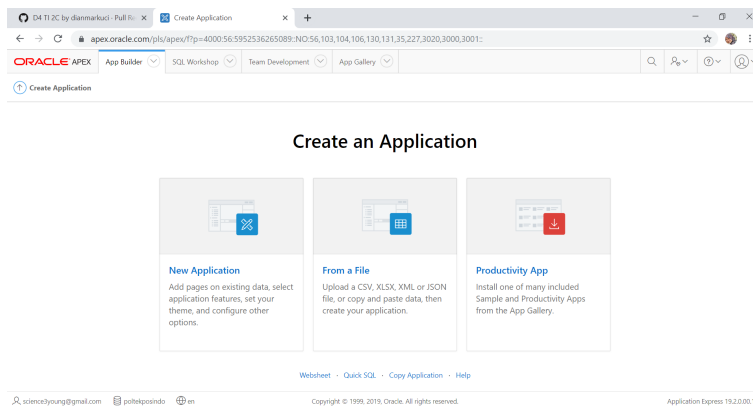 D4 TI 2C by dianmarkuci · Pull Re
Create Application
apex.oracle.com/pls/apex/f?p=4000:56:5952536265089::NO:56,103,104,106,130,131,35,227,3020,3000,3001::
ORACLE APEX App Builder SQL Workshop Team Development App Gallery
Create Application
Create an Application
New Application
Add pages on existing data, select
application features, set your
theme, and configure other
options.
From a File
Upload a CSV, XLSX, XML or JSON
file, or copy and paste data, then
create your application.
Productivity App
Install one of many included
Sample and Productivity Apps
from the App Gallery.
Websheet · Quick SQL · Copy Application · Help
science3young@gmail.com poltekposindo en Copyright © 1999, 2019, Oracle. All rights reserved. Application Express 19.2.0.00.